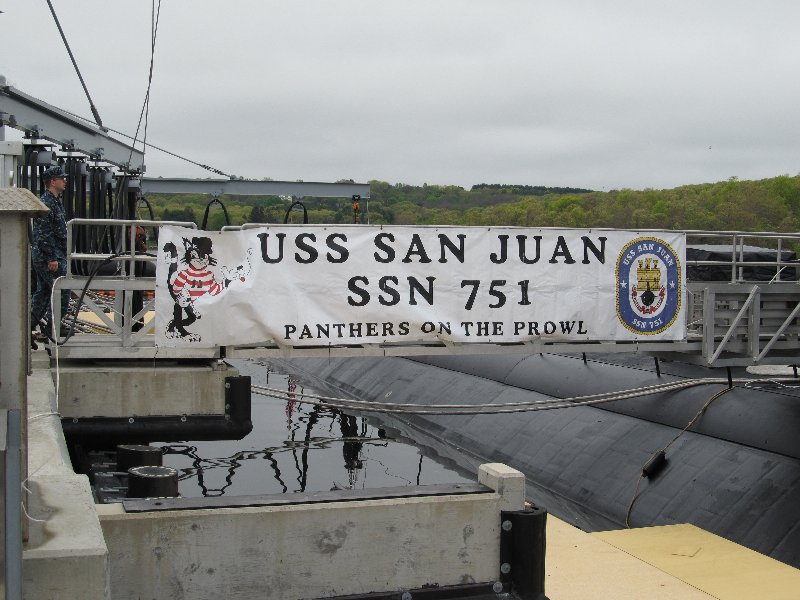 USS SAN JUAN
SSN 751
PANTHERS ON THE PROWL
USS SAN JUAN
SSN 751